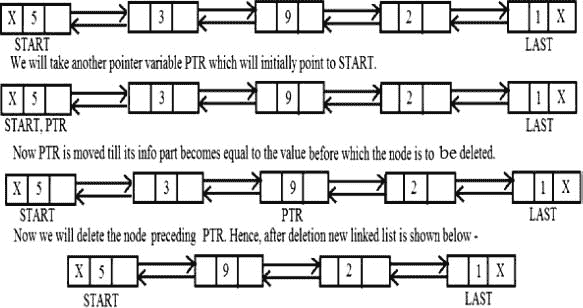 X 5 3 9 2 1 X
START LAST
We will take another pointer variable PTR which will initially point to START.
X 5 3 9 2 1 X
START, PTR LAST
Now PTR is moved till its info part becomes equal to the value before which the node is to be deleted.
X 5 3 9 2 1 X
START PTR LAST
Now we will delete the node preceding PTR. Hence, after deletion new linked list is shown below -
X 5 9 2 1 X
START LAST